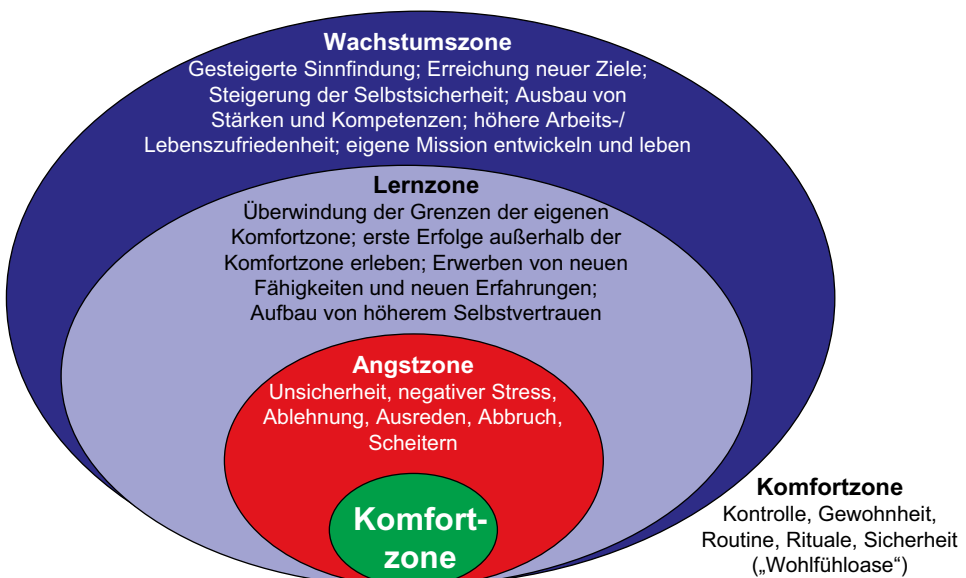 Wachstumszone
Gesteigerte Sinnfindung; Erreichung neuer Ziele;
Steigerung der Selbstsicherheit; Ausbau von
Stärken und Kompetenzen; höhere Arbeits-/
Lebenszufriedenheit; eigene Mission entwickeln und leben
Lernzone
Überwindung der Grenzen der eigenen
Komfortzone; erste Erfolge außerhalb der
Komfortzone erleben; Erwerben von neuen
Fähigkeiten und neuen Erfahrungen;
Aufbau von höherem Selbstvertrauen
Angstzone
Unsicherheit, negativer Stress,
Ablehnung, Ausreden, Abbruch,
Scheitern
Komfort-
zone
Komfortzone
Kontrolle, Gewohnheit,
Routine, Rituale, Sicherheit
(„Wohlfühloase“)